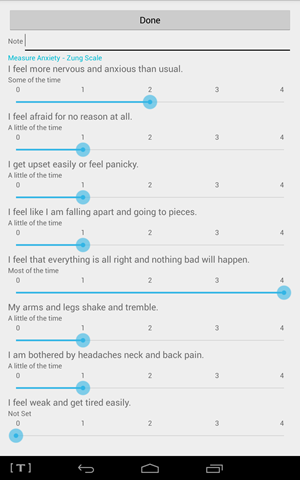 Done
Note
Measure Anxiety - Zung Scale
I feel more nervous and anxious than usual.
Some of the time
0 1 2 3 4
I feel afraid for no reason at all.
A little of the time
0 1 2 3 4
I get upset easily or feel panicky.
A little of the time
0 1 2 3 4
I feel like I am falling apart and going to pieces.
A little of the time
0 1 2 3 4
I feel that everything is all right and nothing bad will happen.
Most of the time
0 1 2 3 4
My arms and legs shake and tremble.
A little of the time
0 1 2 3 4
I am bothered by headaches neck and back pain.
A little of the time
0 1 2 3 4
I feel weak and get tired easily.
Not Set
0 1 2 3 4
[T]